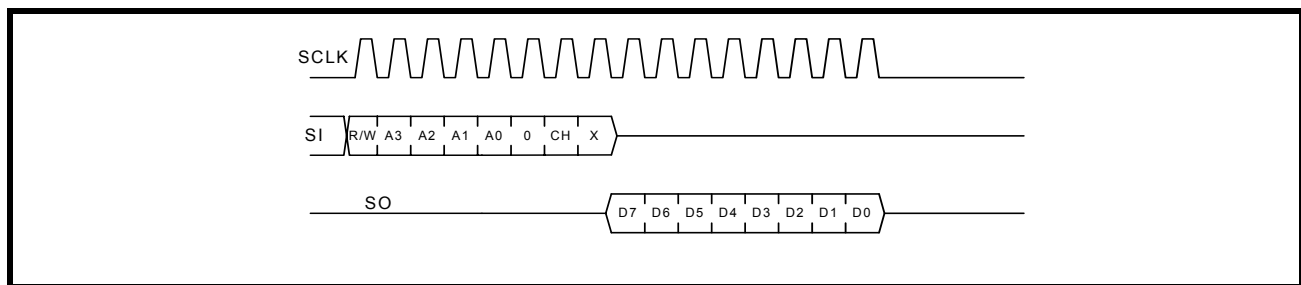 SCLK
SI R/W A3 A2 A1 A0 0 CH X
SO
D7 D6 D5 D4 D3 D2 D1 D0